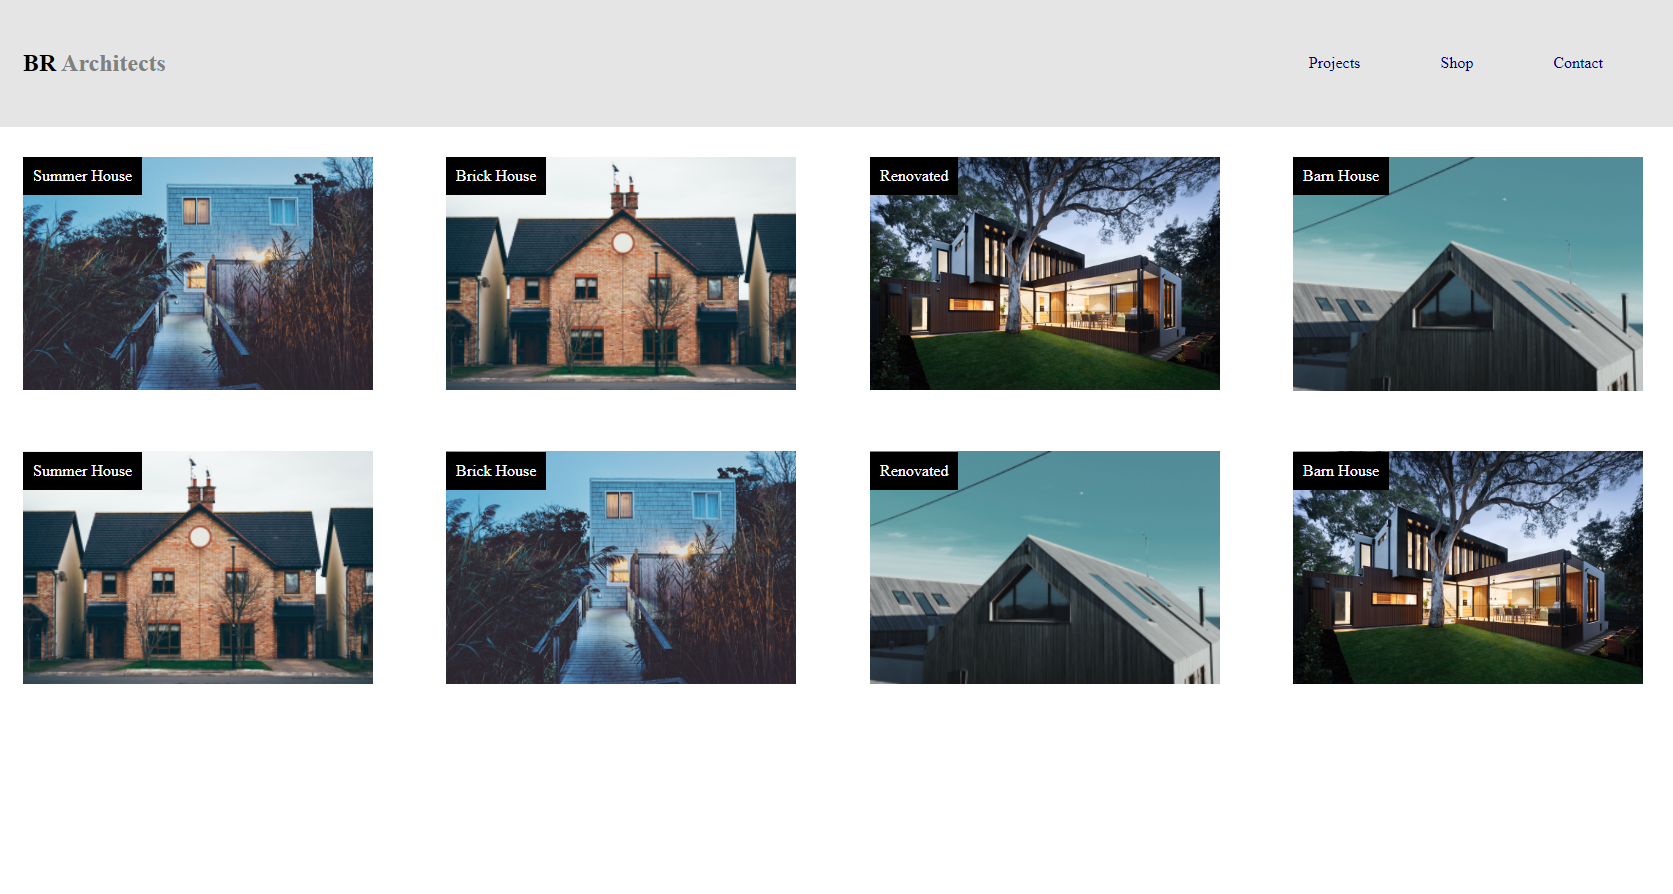 BR Architects
Projects
Shop
Contact
Summer House
Brick House
Renovated
Barn House
Summer House
Brick House
Renovated
Barn House